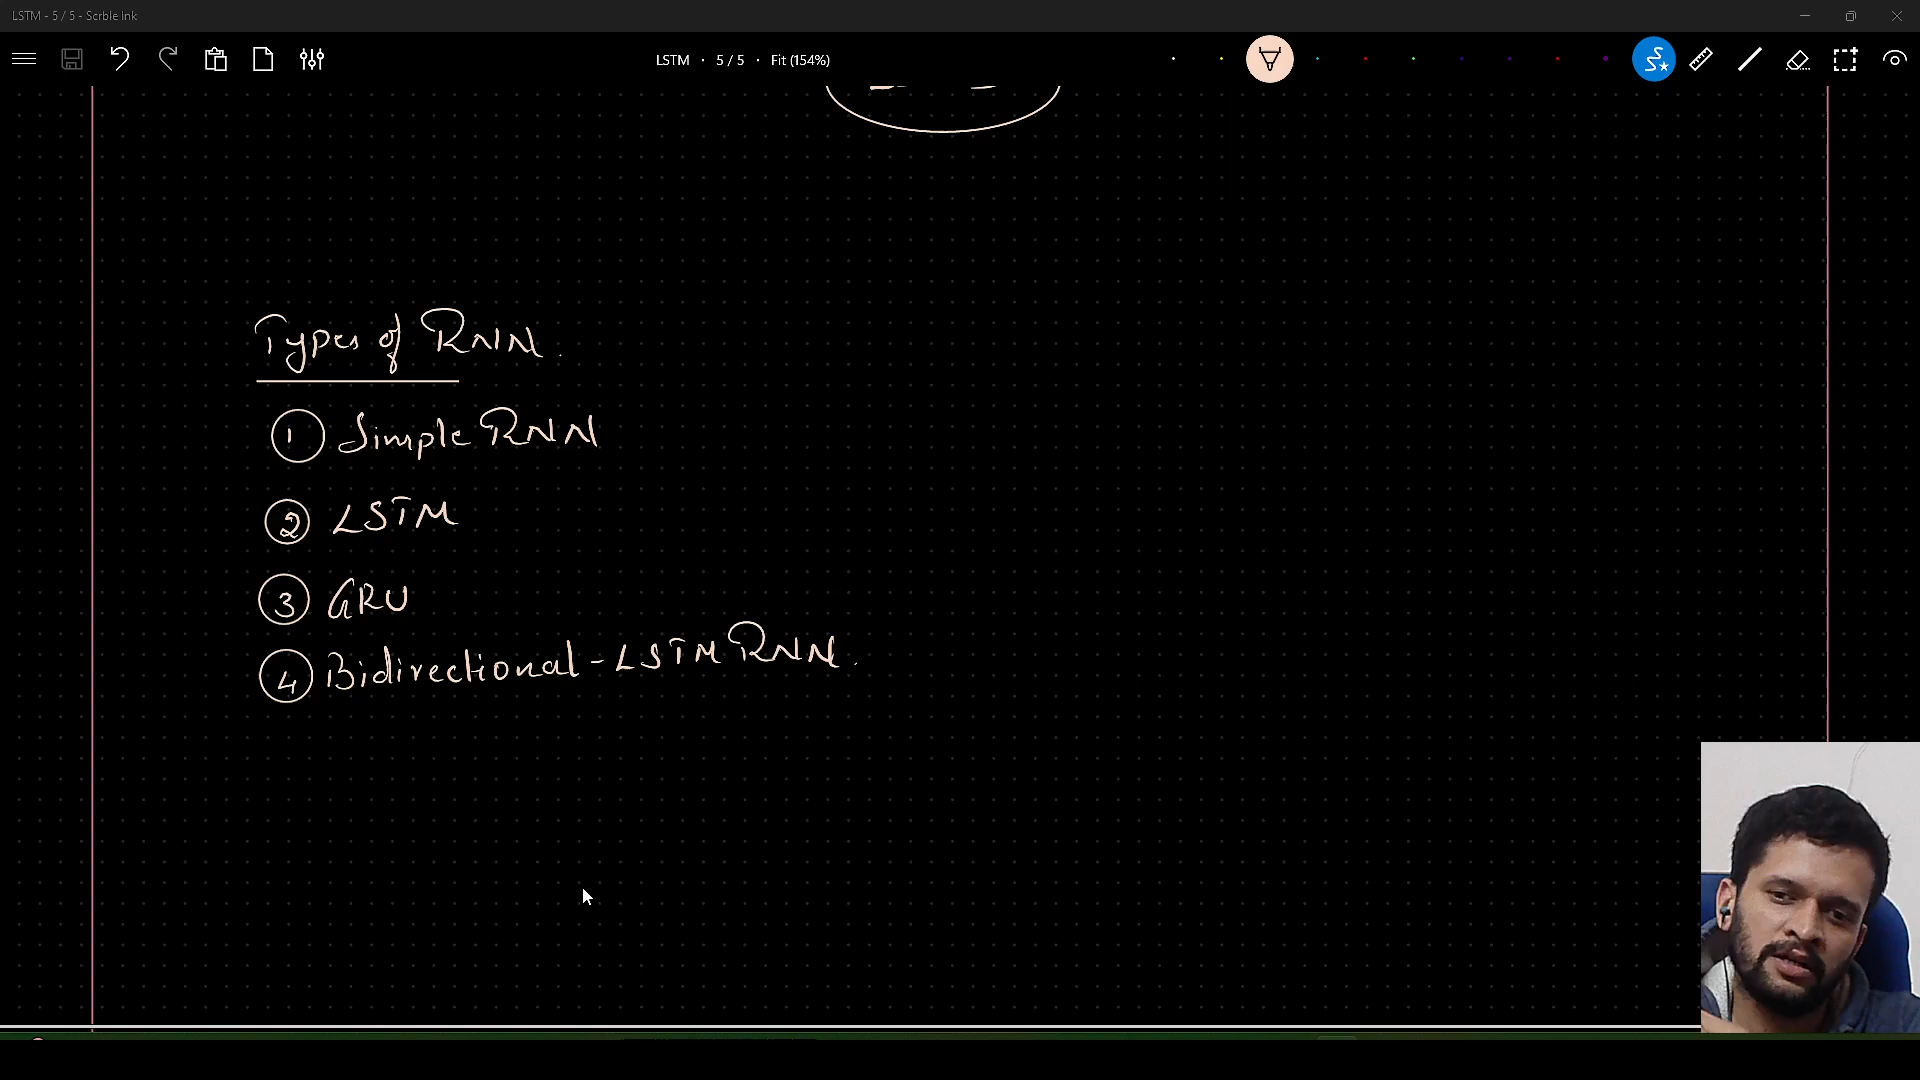 LSTM - 5 / 5 - Scrble Ink
LSTM · 5 / 5 · Fit (154%)
Types of RNN.
1 Simple RNN
2 LSTM
3 GRU
4 Bidirectional - LSTM RNN.